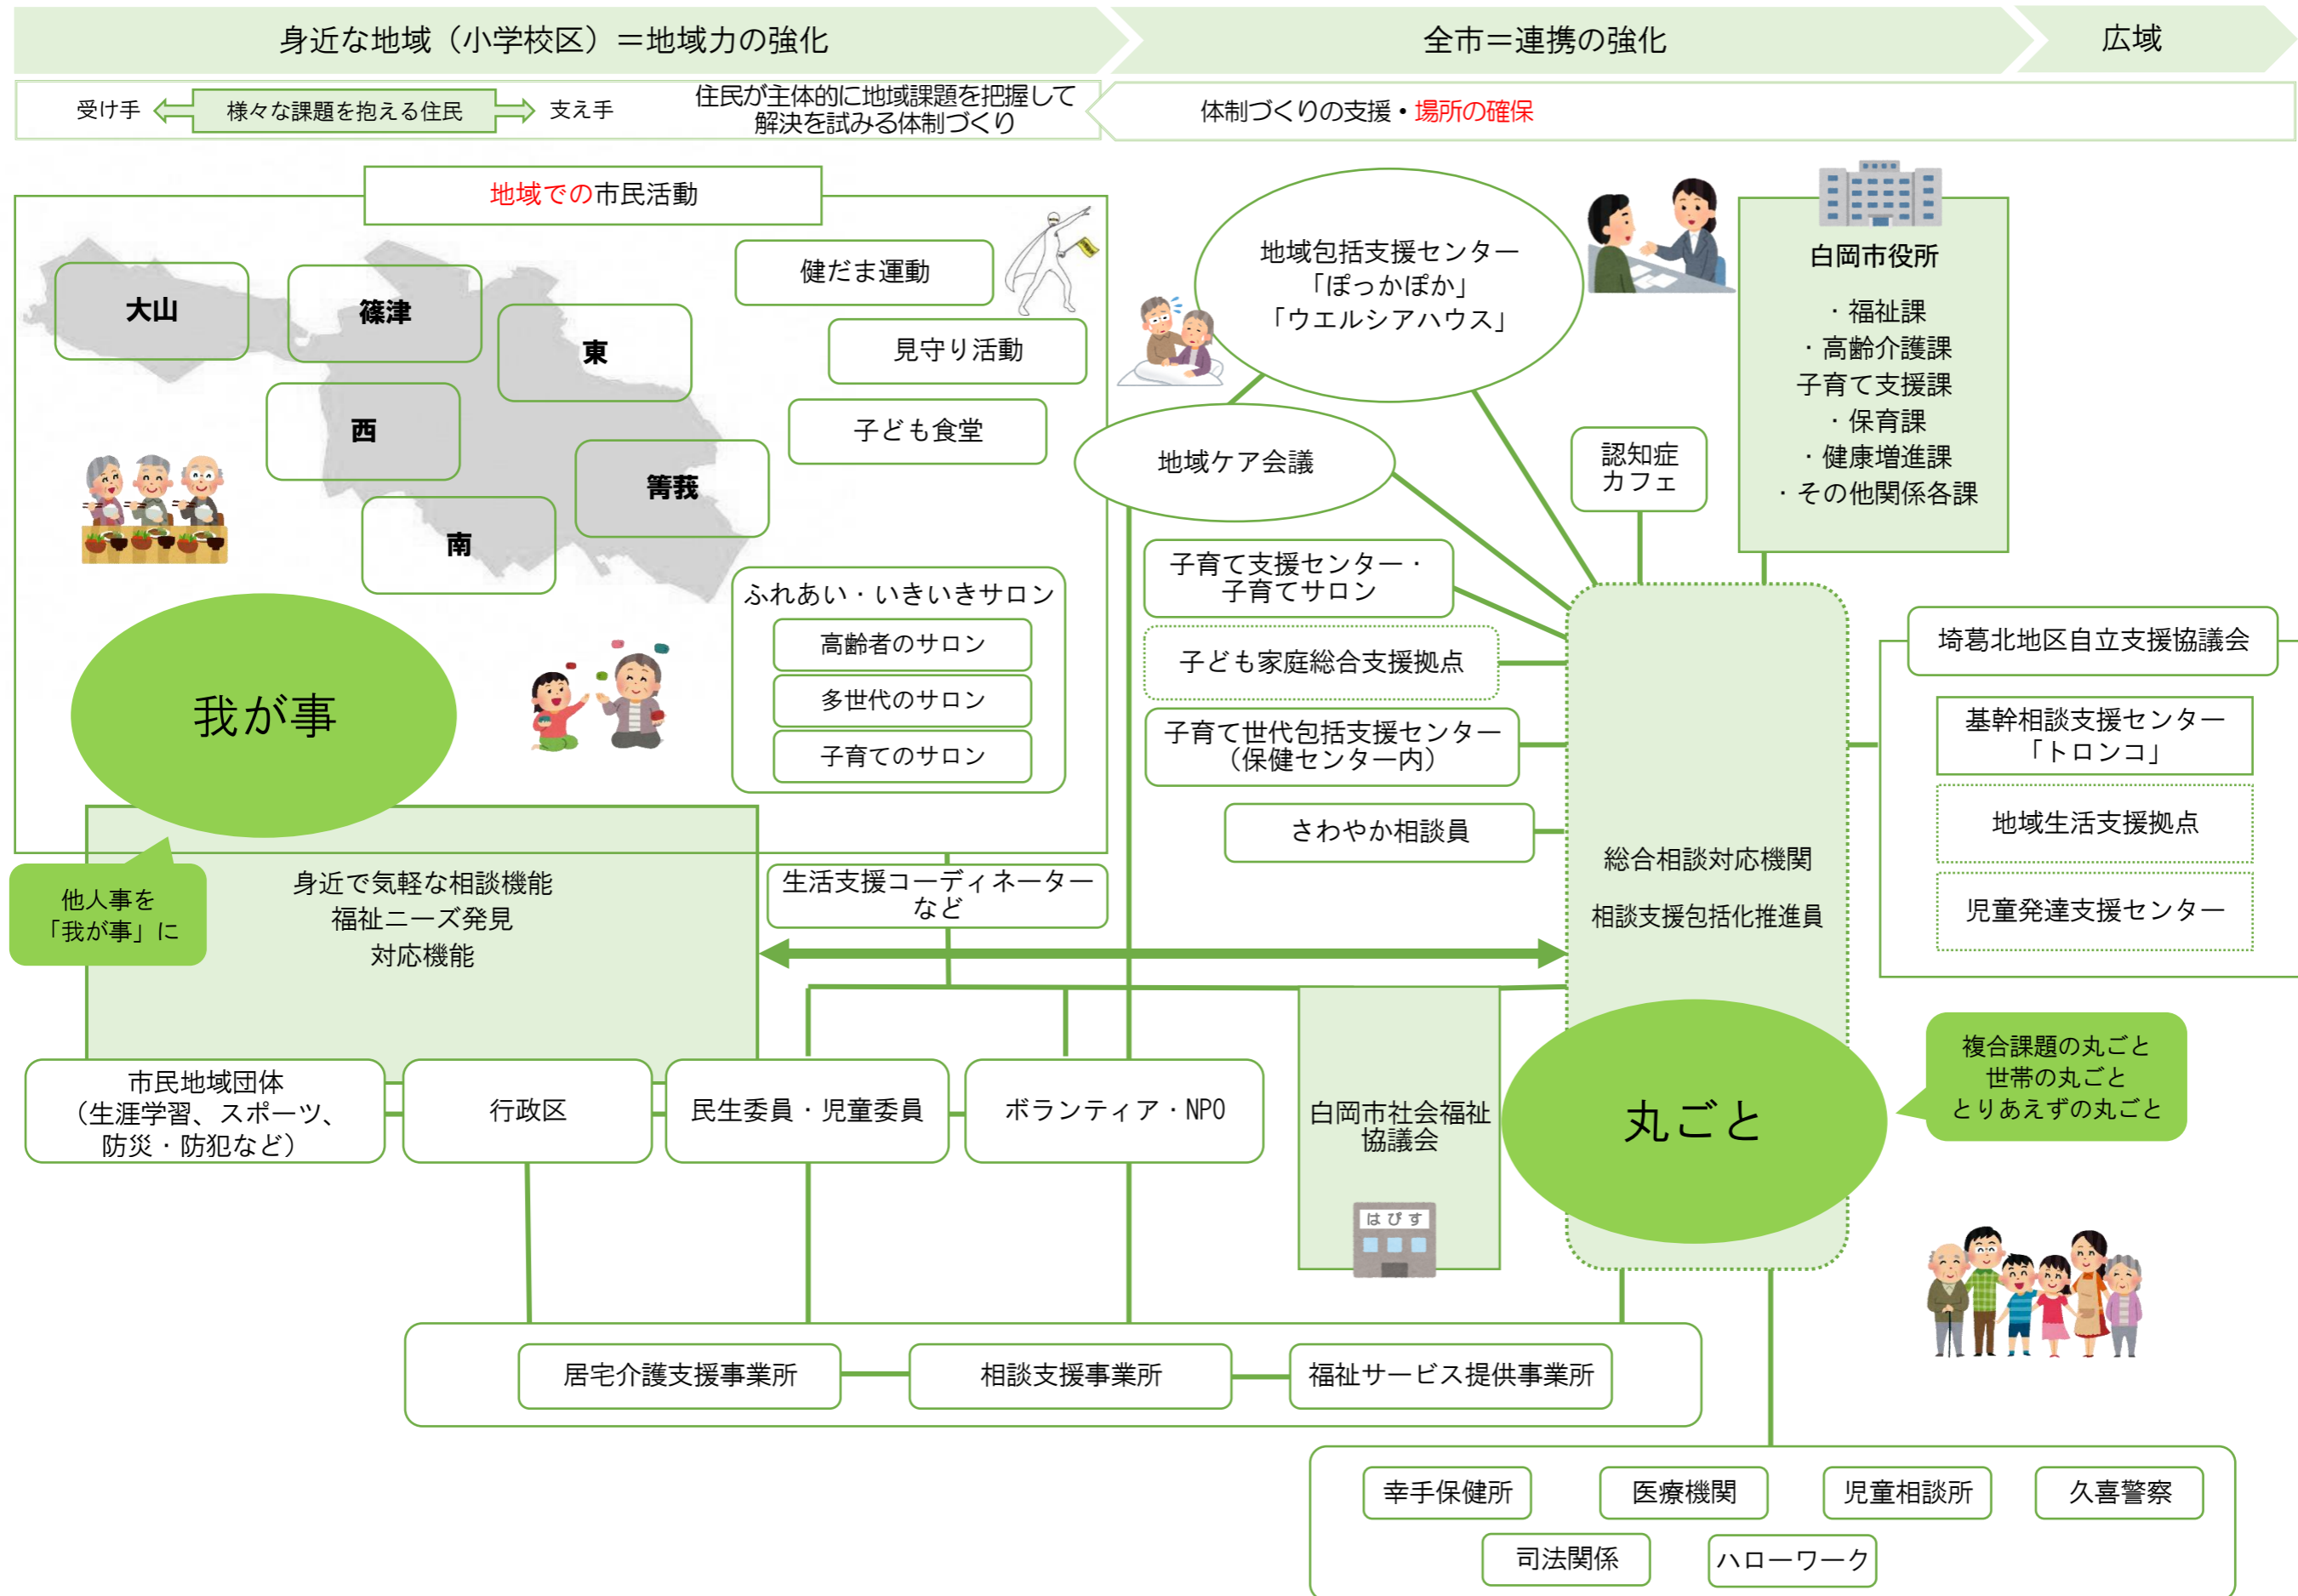 身近な地域（小学校区）＝地域力の強化
全市＝連携の強化
広域
受け手
様々な課題を抱える住民
支え手
住民が主体的に地域課題を把握して
解決を試みる体制づくり
体制づくりの支援・場所の確保
地域での市民活動
大山
篠津
東
西
菁莪
南
健だま運動
見守り活動
子ども食堂
ふれあい・いきいきサロン
高齢者のサロン
多世代のサロン
子育てのサロン
我が事
他人事を
「我が事」に
身近で気軽な相談機能
福祉ニーズ発見
対応機能
生活支援コーディネーター
など
地域包括支援センター
「ぽっかぽか」
「ウエルシアハウス」
地域ケア会議
認知症
カフェ
白岡市役所
・福祉課
・高齢介護課
子育て支援課
・保育課
・健康増進課
・その他関係各課
子育て支援センター・
子育てサロン
子ども家庭総合支援拠点
子育て世代包括支援センター
（保健センター内）
さわやか相談員
総合相談対応機関
相談支援包括化推進員
埼葛北地区自立支援協議会
基幹相談支援センター
「トロンコ」
地域生活支援拠点
児童発達支援センター
市民地域団体
（生涯学習、スポーツ、
防災・防犯など）
行政区
民生委員・児童委員
ボランティア・NPO
白岡市社会福祉
協議会
はぴす
丸ごと
複合課題の丸ごと
世帯の丸ごと
とりあえずの丸ごと
居宅介護支援事業所
相談支援事業所
福祉サービス提供事業所
幸手保健所
医療機関
児童相談所
久喜警察
司法関係
ハローワーク